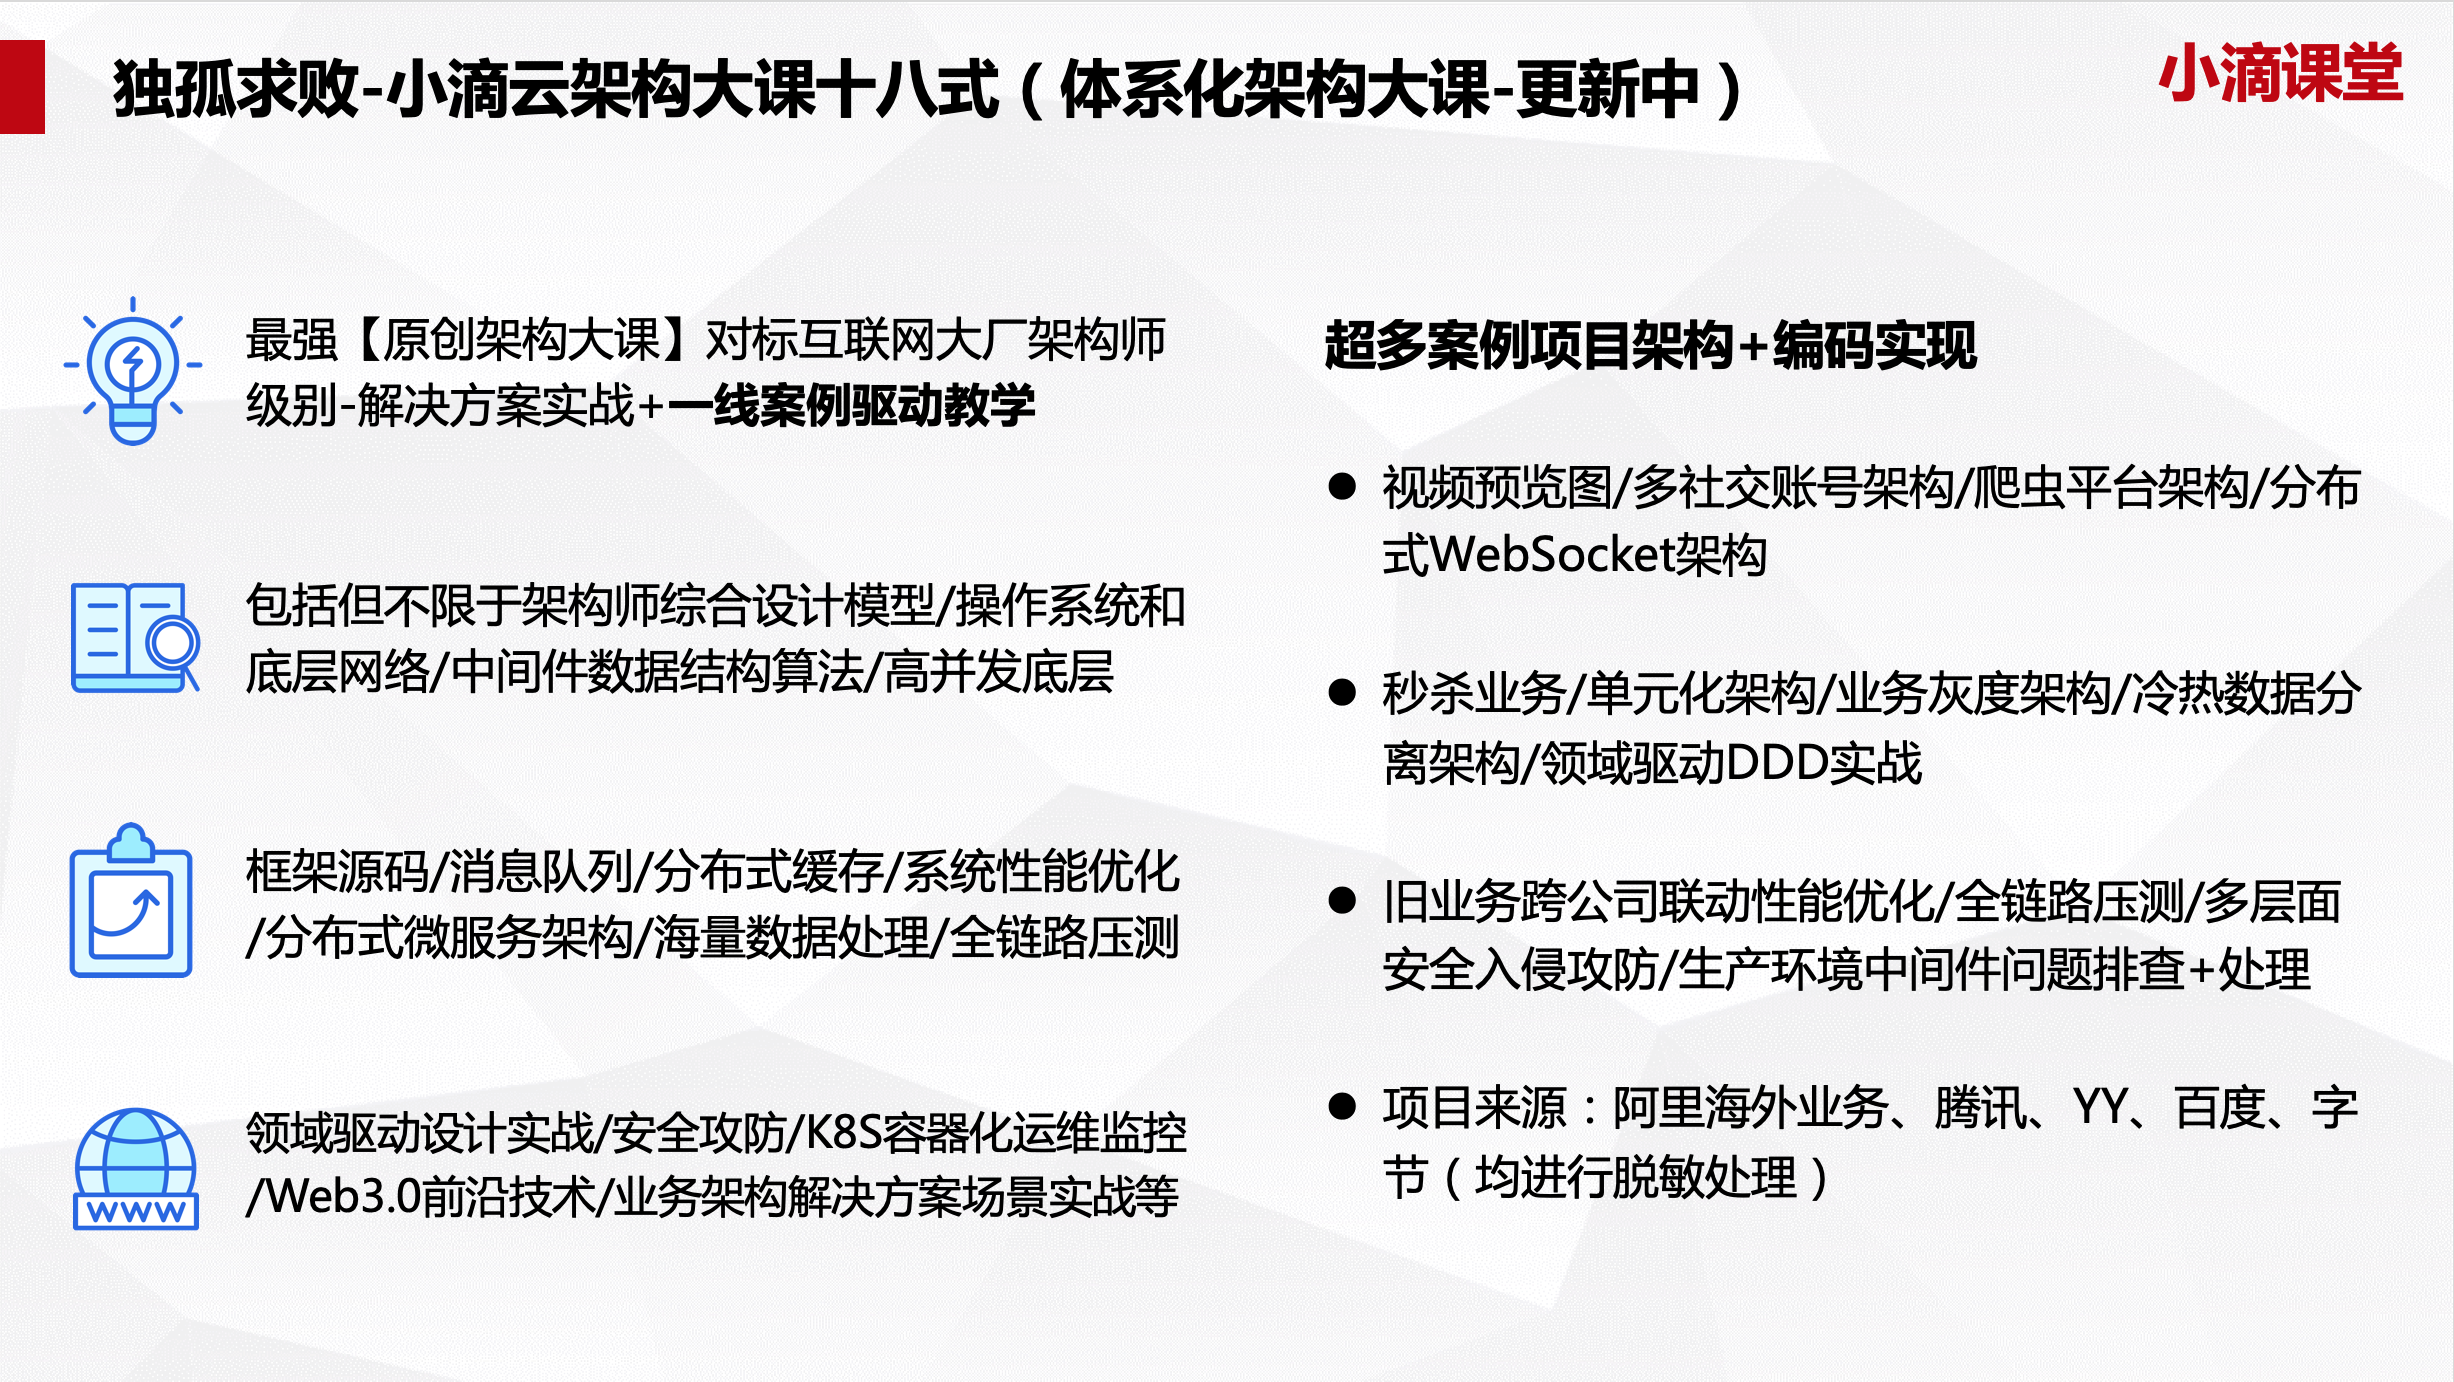 独孤求败-小滴云架构大课十八式（体系化架构大课-更新中）
小滴课堂
最强【原创架构大课】对标互联网大厂架构师
级别-解决方案实战+一线案例驱动教学
包括但不限于架构师综合设计模型/操作系统和
底层网络/中间件数据结构算法/高并发底层
框架源码/消息队列/分布式缓存/系统性能优化
/分布式微服务架构/海量数据处理/全链路压测
领域驱动设计实战/安全攻防/K8S容器化运维监控
/Web3.0前沿技术/业务架构解决方案场景实战等
WWW
超多案例项目架构+编码实现
● 视频预览图/多社交账号架构/爬虫平台架构/分布
式WebSocket架构
● 秒杀业务/单元化架构/业务灰度架构/冷热数据分
离架构/领域驱动DDD实战
● 旧业务跨公司联动性能优化/全链路压测/多层面
安全入侵攻防/生产环境中间件问题排查+处理
● 项目来源：阿里海外业务、腾讯、YY、百度、字
节（均进行脱敏处理）